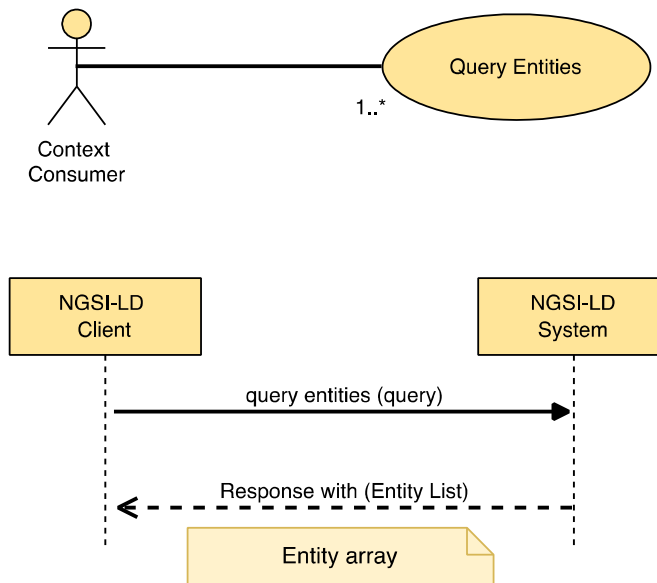 Query Entities
1..*
Context
Consumer
NGSI-LD
Client
NGSI-LD
System
query entities (query)
Response with (Entity List)
Entity array